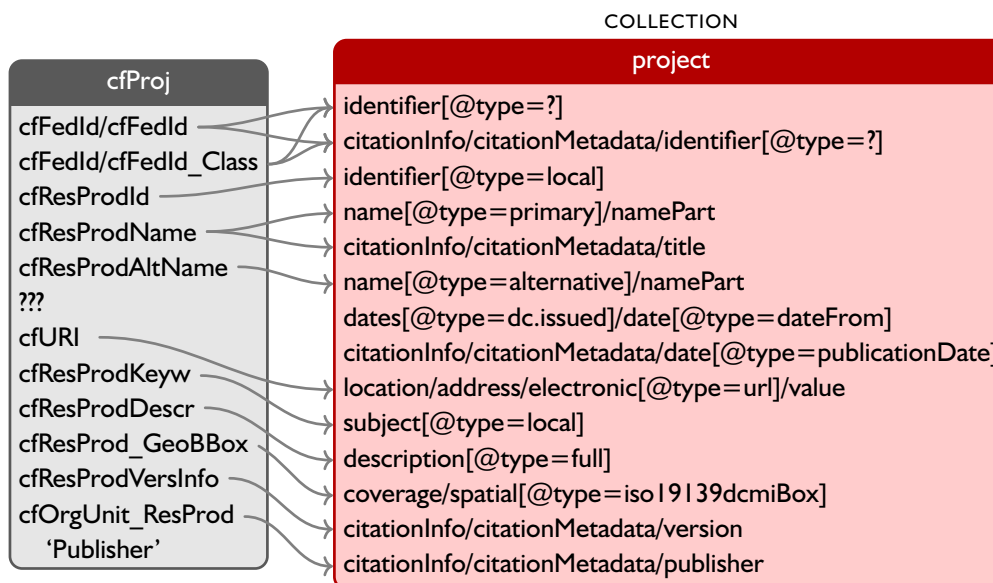 COLLECTION
cfProj
cfFedId/cfFedId
cfFedId/cfFedId_Class
cfResProdId
cfResProdName
cfResProdAltName
???
cfURI
cfResProdKeyw
cfResProdDescr
cfResProd_GeoBBox
cfResProdVersInfo
cfOrgUnit_ResProd
‘Publisher’
project
identifier[@type=?]
citationInfo/citationMetadata/identifier[@type=?]
identifier[@type=local]
name[@type=primary]/namePart
citationInfo/citationMetadata/title
name[@type=alternative]/namePart
dates[@type=dc.issued]/date[@type=dateFrom]
citationInfo/citationMetadata/date[@type=publicationDate]
location/address/electronic[@type=url]/value
subject[@type=local]
description[@type=full]
coverage/spatial[@type=iso19139dcmiBox]
citationInfo/citationMetadata/version
citationInfo/citationMetadata/publisher